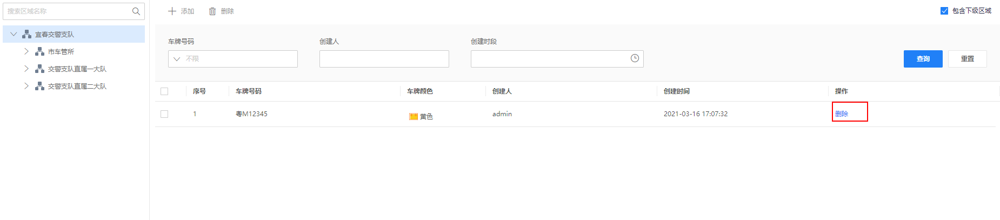 搜索区域名称
宜春交警支队
市车管所
交警支队直属一大队
交警支队直属二大队
添加 删除 包含下级区域
车牌号码 创建人 创建时段
不限 查询 重置
序号 车牌号码 车牌颜色 创建人 创建时间 操作
1 粤M12345 黄色 admin 2021-03-16 17:07:32 删除